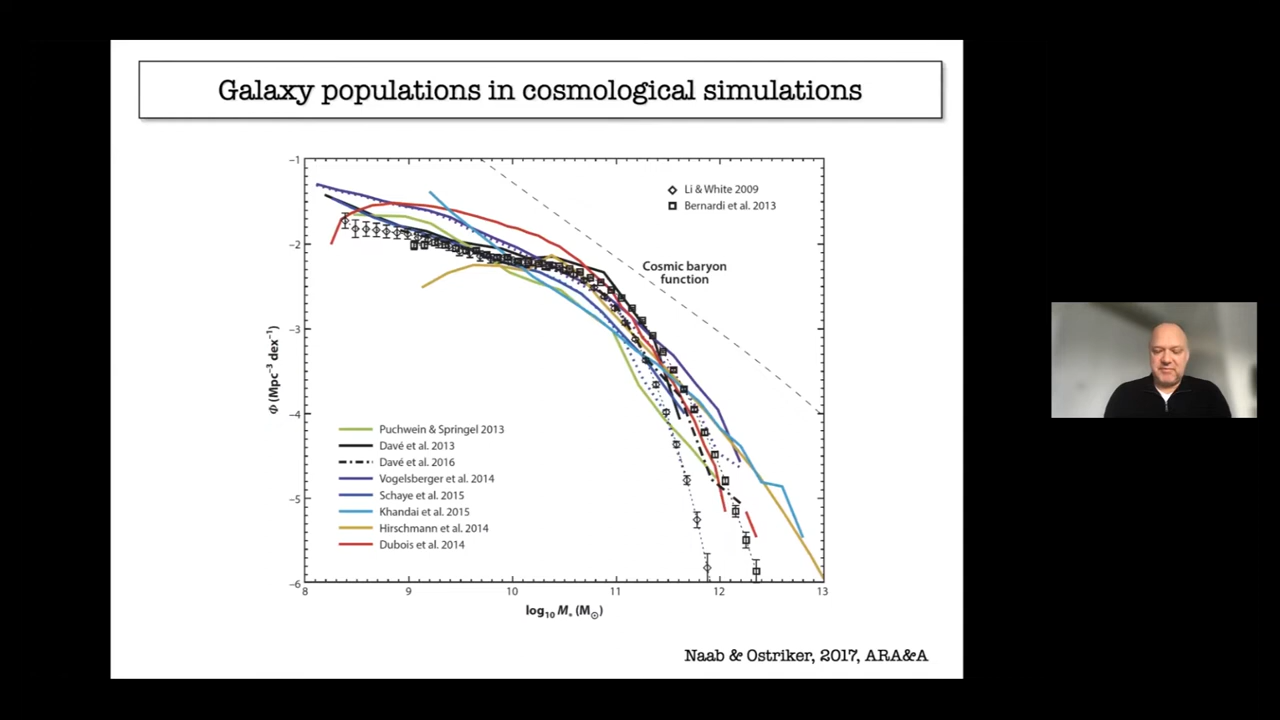 Galaxy populations in cosmological simulations
-1
-2
-3
-4
-5
-6
Φ (Mpc⁻³ dex⁻¹)
Li & White 2009
Bernardi et al. 2013
Cosmic baryon
function
Puchwein & Springel 2013
Davé et al. 2013
Davé et al. 2016
Vogelsberger et al. 2014
Schaye et al. 2015
Khandai et al. 2015
Hirschmann et al. 2014
Dubois et al. 2014
8 9 10 11 12 13
log₁₀ M* (M☉)
Naab & Ostriker, 2017, ARA&A